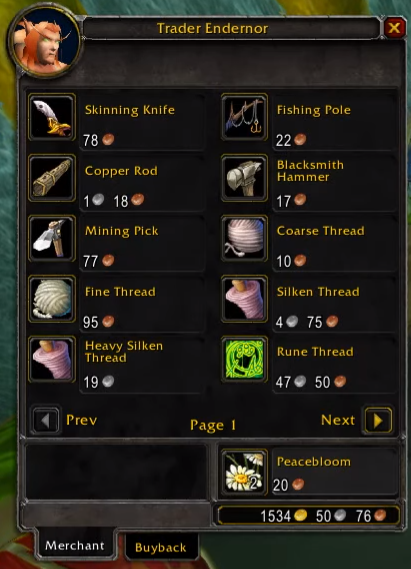 Trader Endernor
Skinning Knife
78
Fishing Pole
22
Copper Rod
1 18
Blacksmith
Hammer
17
Mining Pick
77
Coarse Thread
10
Fine Thread
95
Silken Thread
4 75
Heavy Silken
Thread
19
Rune Thread
47 50
Prev
Page 1
Next
2
Peacebloom
20
1534 50 76
Merchant
Buyback